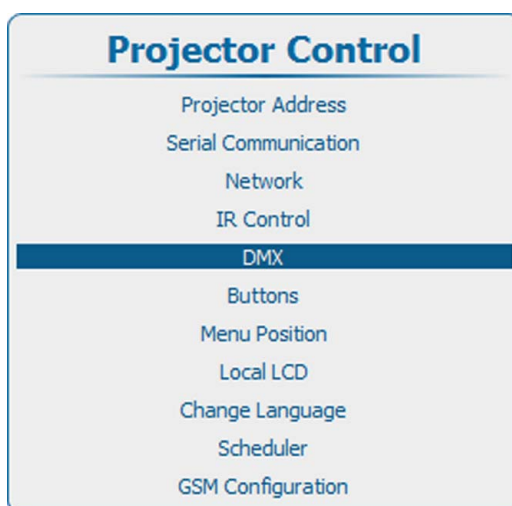 Projector Control
Projector Address
Serial Communication
Network
IR Control
DMX
Buttons
Menu Position
Local LCD
Change Language
Scheduler
GSM Configuration